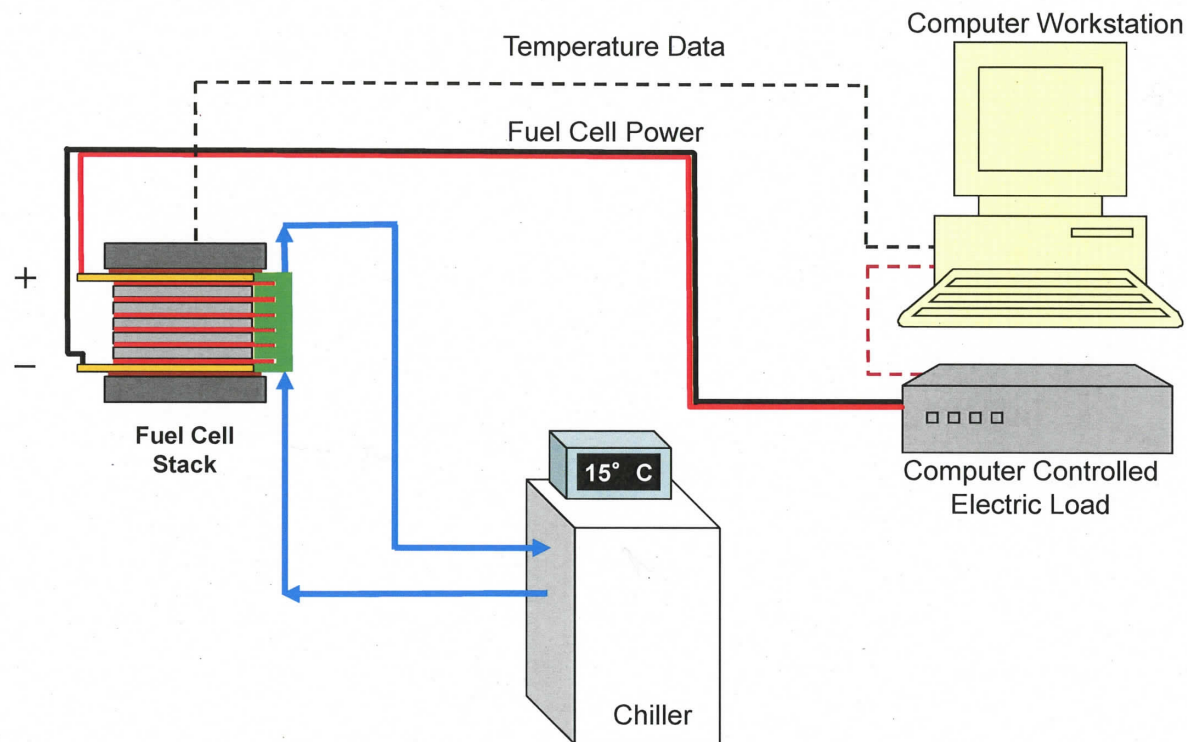 Computer Workstation
Temperature Data
Fuel Cell Power
+
−
Fuel Cell
Stack
15° C
Computer Controlled
Electric Load
Chiller